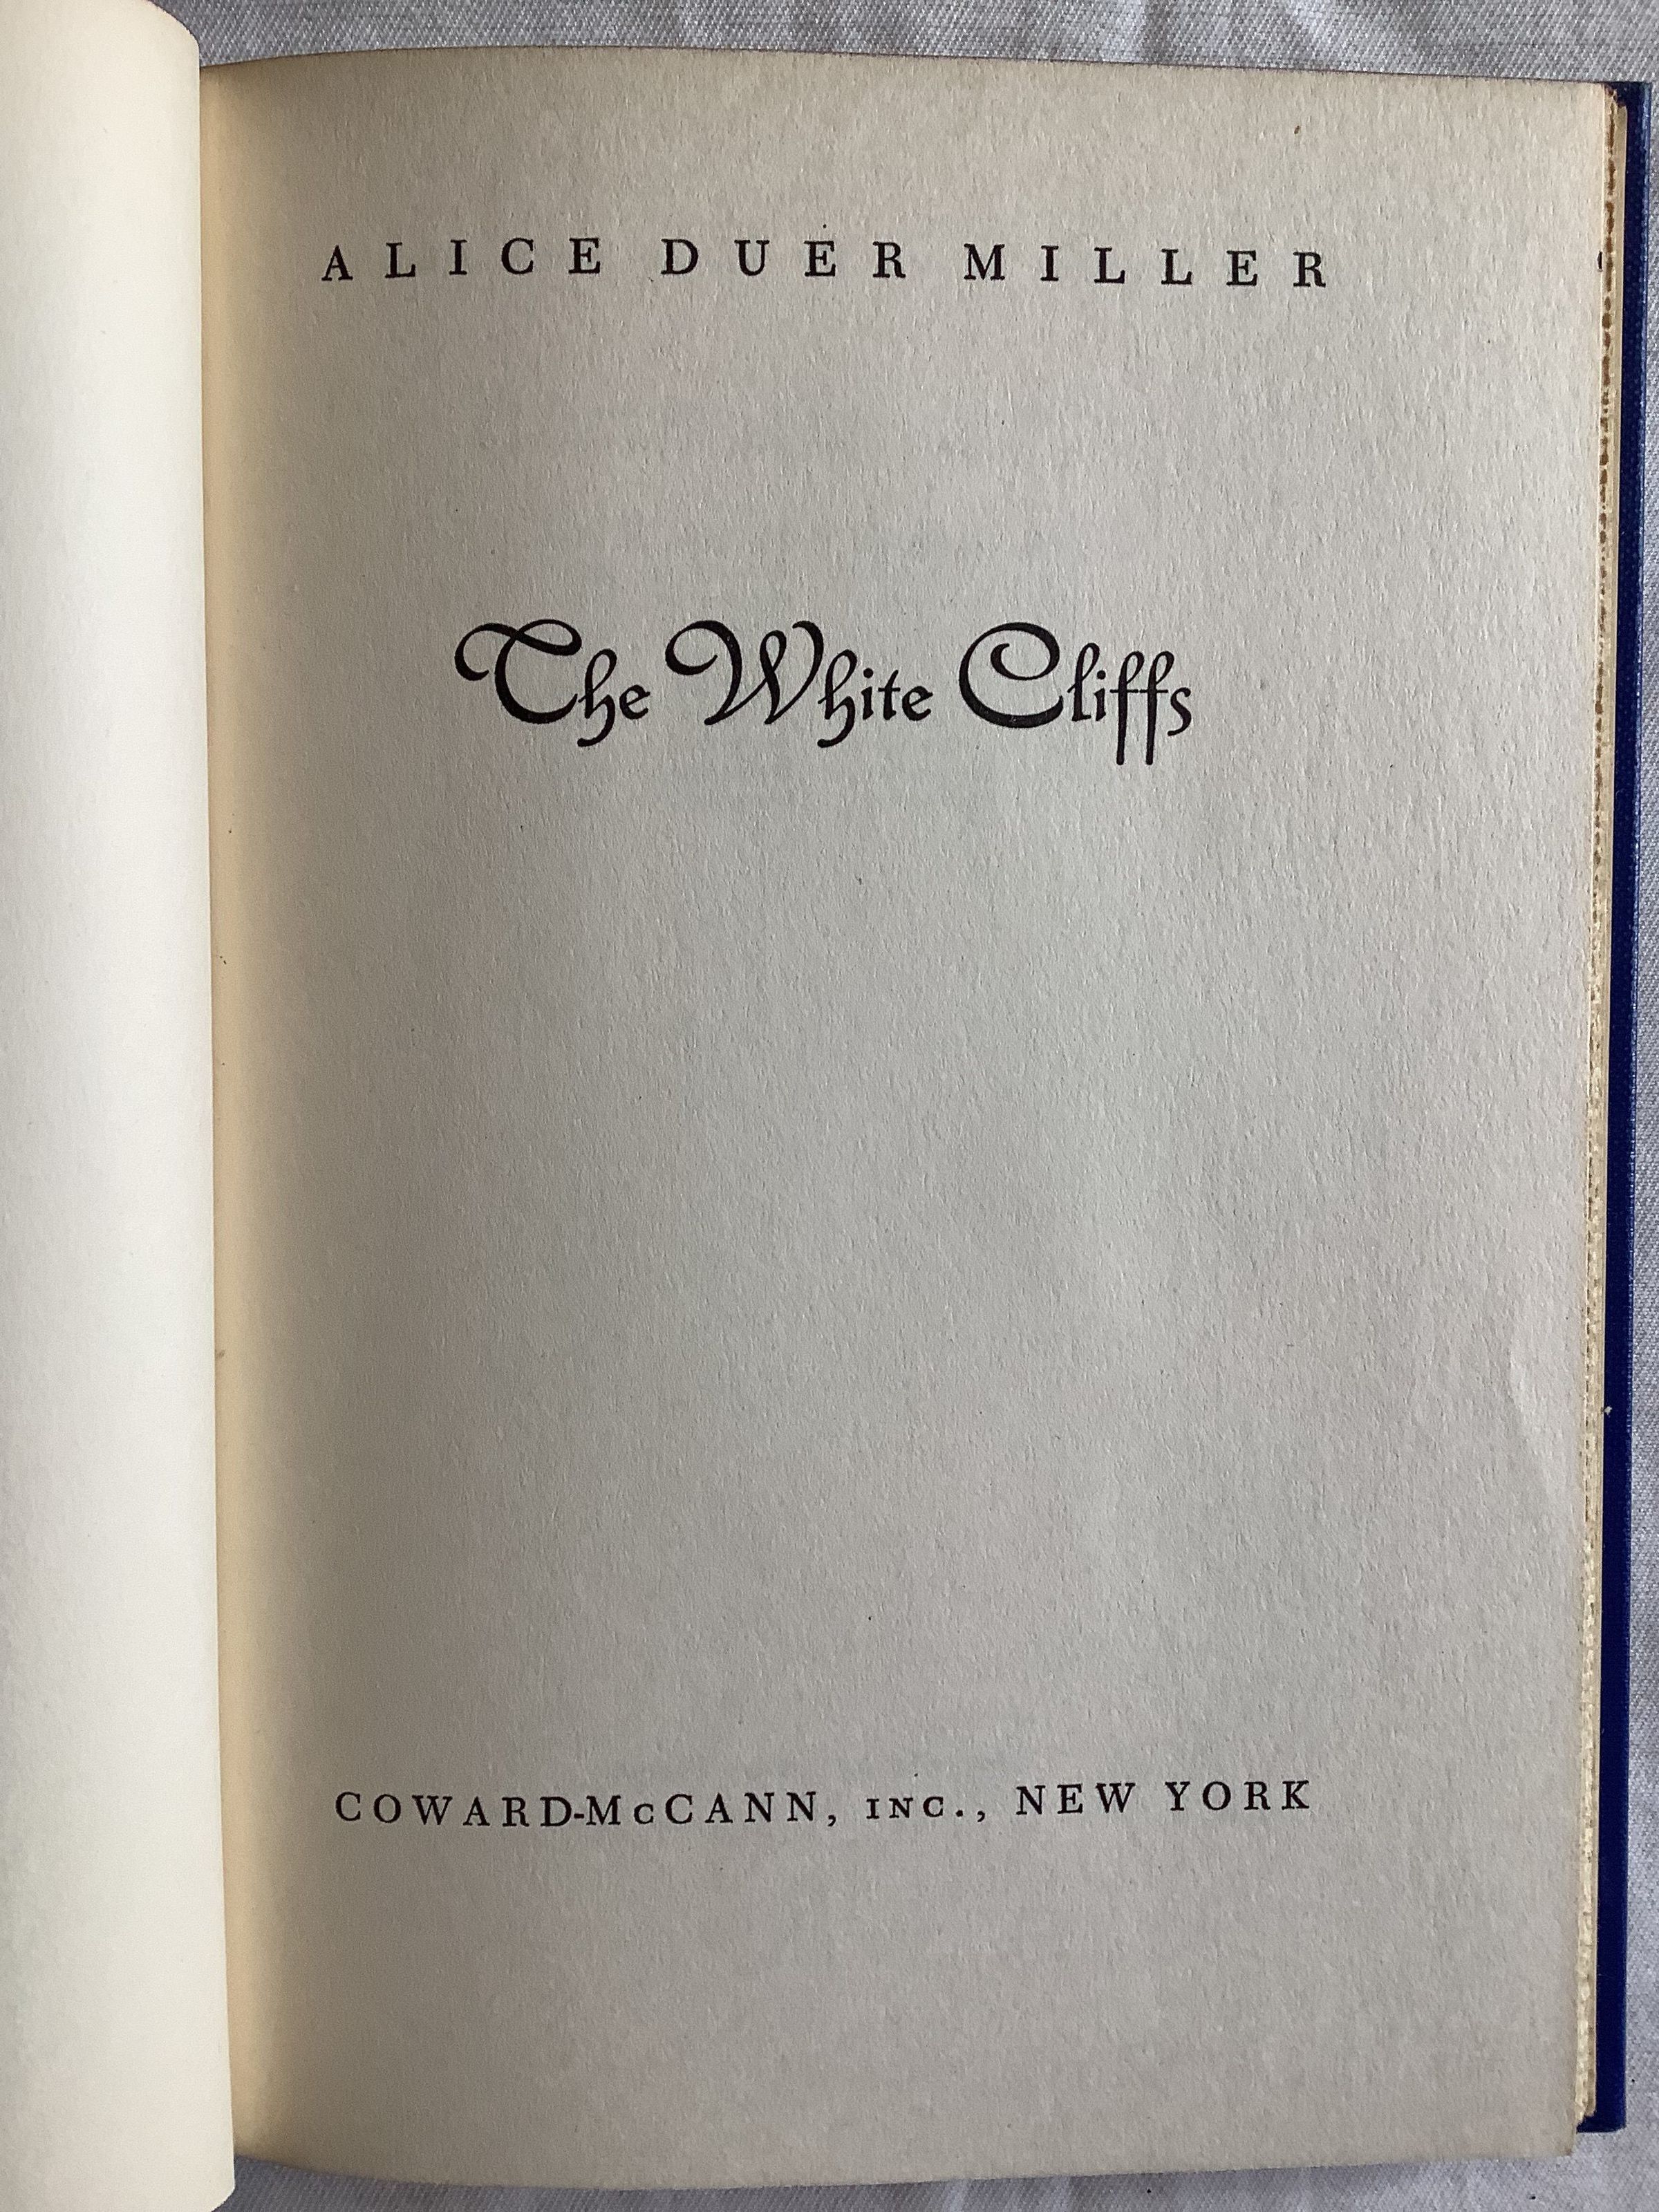 ALICE DUER MILLER
The White Cliffs
COWARD-McCANN, INC., NEW YORK